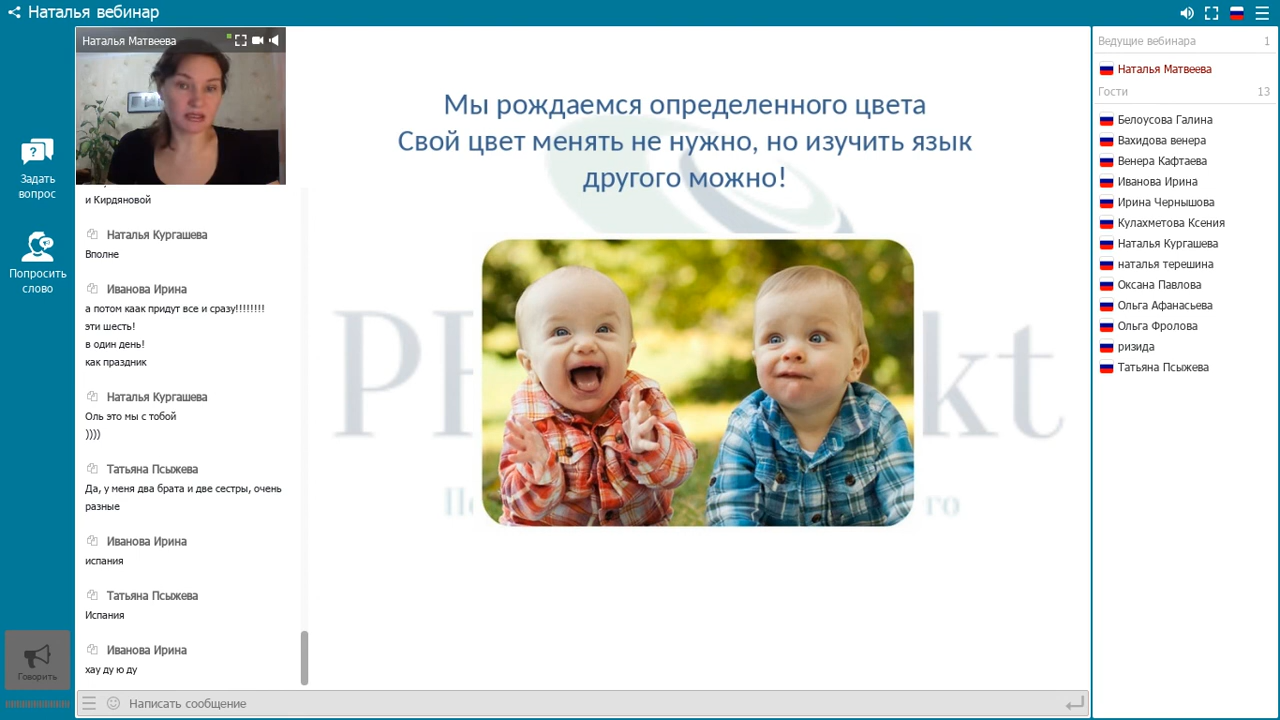 Наталья вебинар
Наталья Матвеева
Задать
вопрос
Попросить
слово
Говорить
и Кирдяновой
Наталья Кургашева
Вполне
Иванова Ирина
а потом каак придут все и сразу!!!!!!!!
эти шесть!
в один день!
как праздник
Наталья Кургашева
Оль это мы с тобой
))))
Татьяна Псыжева
Да, у меня два брата и две сестры, очень
разные
Иванова Ирина
испания
Татьяна Псыжева
Испания
Иванова Ирина
хау ду ю ду
Написать сообщение
Мы рождаемся определенного цвета
Свой цвет менять не нужно, но изучить язык
другого можно!
Ведущие вебинара 1
Наталья Матвеева
Гости 13
Белоусова Галина
Вахидова венера
Венера Кафтаева
Иванова Ирина
Ирина Чернышова
Кулахметова Ксения
Наталья Кургашева
наталья терешина
Оксана Павлова
Ольга Афанасьева
Ольга Фролова
ризида
Татьяна Псыжева